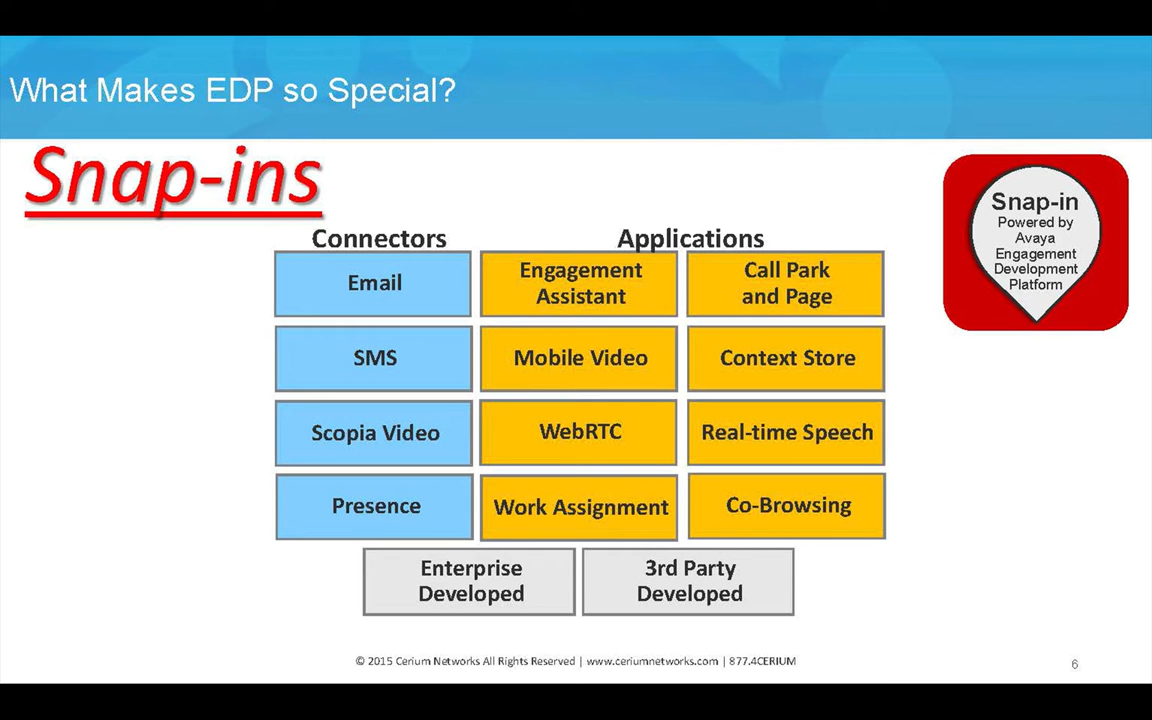 What Makes EDP so Special?
Snap-ins
Snap-in
Powered by
Avaya
Engagement
Development
Platform
Connectors
Applications
Email
Engagement
Assistant
Call Park
and Page
SMS
Mobile Video
Context Store
Scopia Video
WebRTC
Real-time Speech
Presence
Work Assignment
Co-Browsing
Enterprise
Developed
3rd Party
Developed
© 2015 Cerium Networks All Rights Reserved | www.ceriumnetworks.com | 877.4CERIUM
6